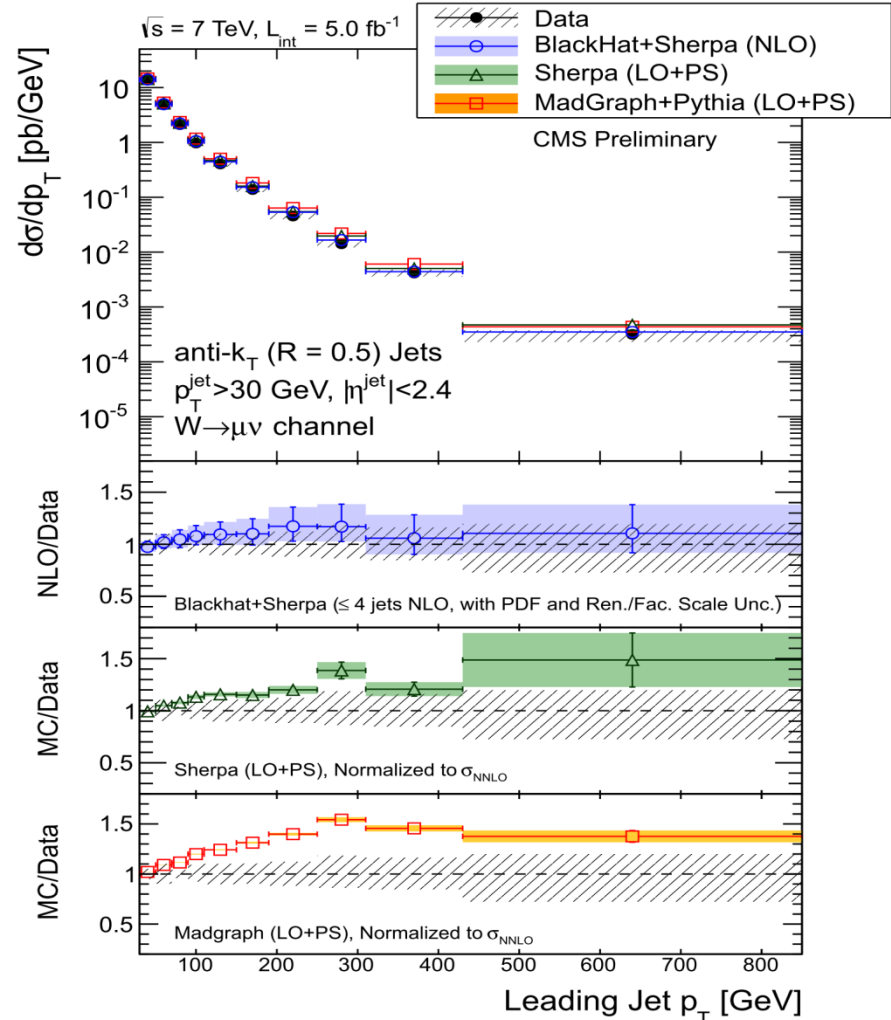 √s = 7 TeV, L_int = 5.0 fb⁻¹
Data
BlackHat+Sherpa (NLO)
Sherpa (LO+PS)
MadGraph+Pythia (LO+PS)
CMS Preliminary
dσ/dp_T [pb/GeV]
10
1
10⁻¹
10⁻²
10⁻³
10⁻⁴
10⁻⁵
anti-k_T (R = 0.5) Jets
p_T^jet>30 GeV, |η^jet|<2.4
W→μν channel
NLO/Data
1.5
1
0.5
Blackhat+Sherpa (≤ 4 jets NLO, with PDF and Ren./Fac. Scale Unc.)
MC/Data
1.5
1
0.5
Sherpa (LO+PS), Normalized to σ_NNLO
MC/Data
1.5
1
0.5
Madgraph (LO+PS), Normalized to σ_NNLO
100 200 300 400 500 600 700 800
Leading Jet p_T [GeV]